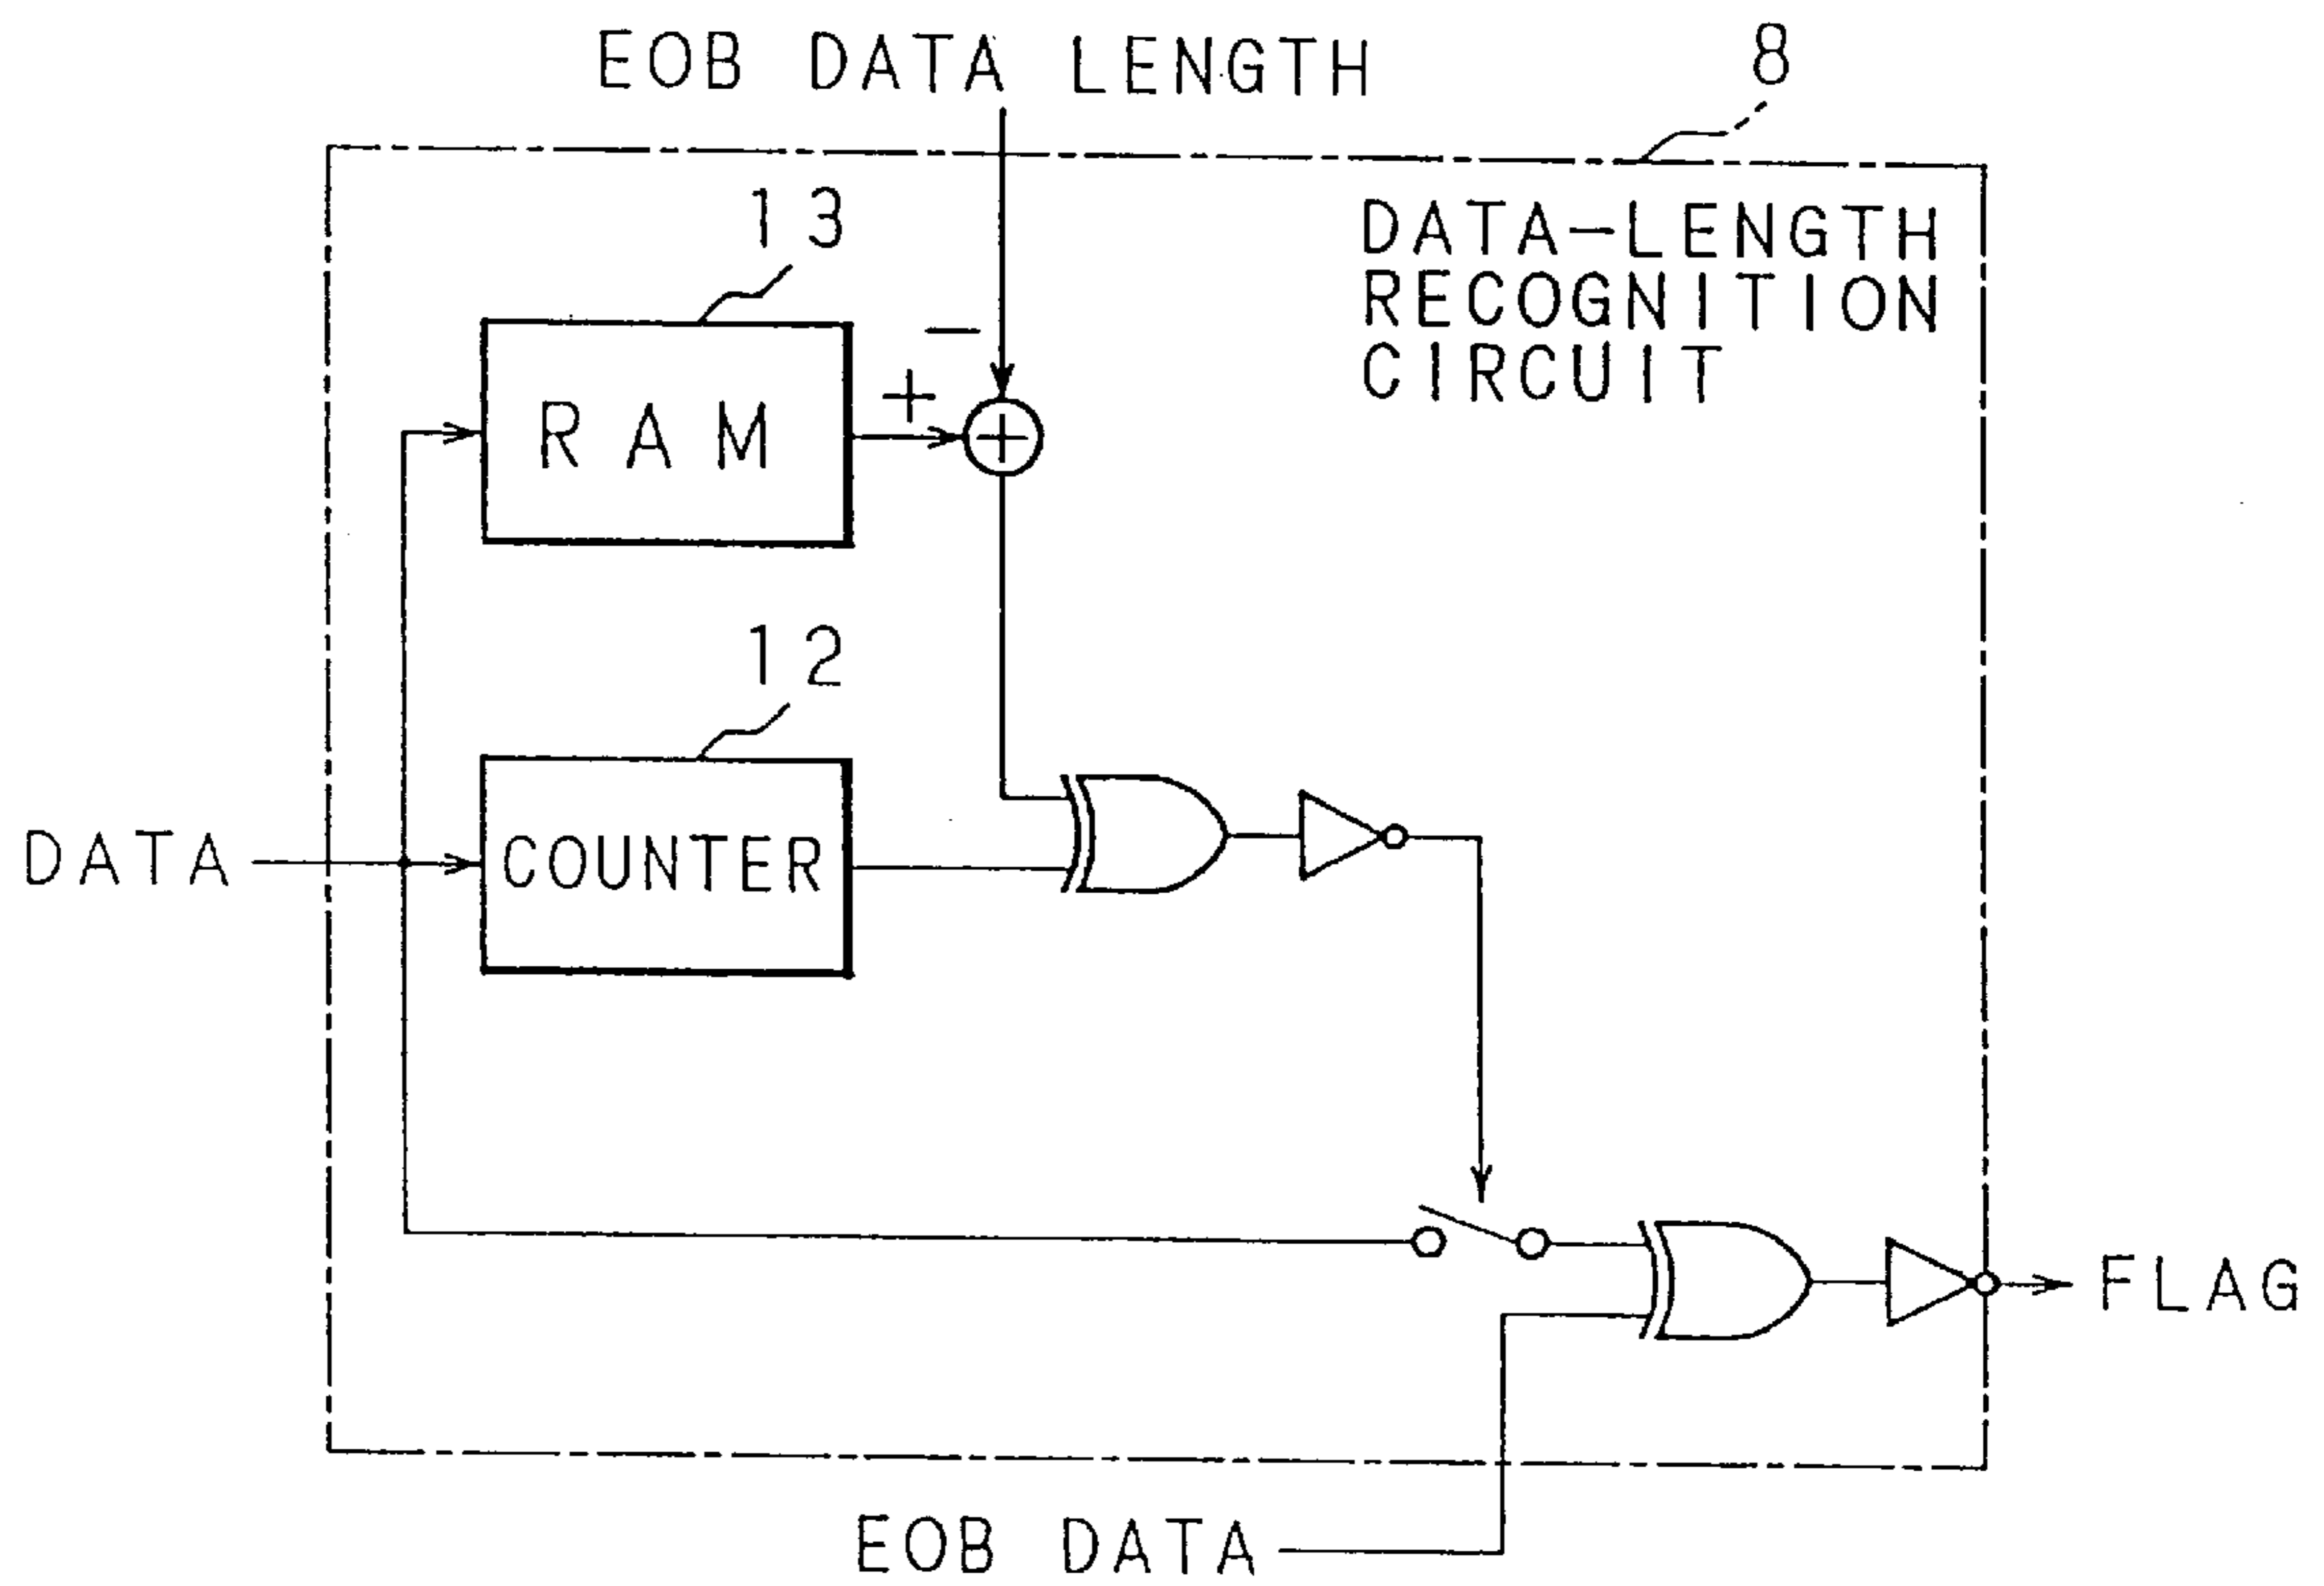 EOB DATA LENGTH
8
13
DATA-LENGTH
RECOGNITION
CIRCUIT
−
+
RAM
12
DATA
COUNTER
FLAG
EOB DATA